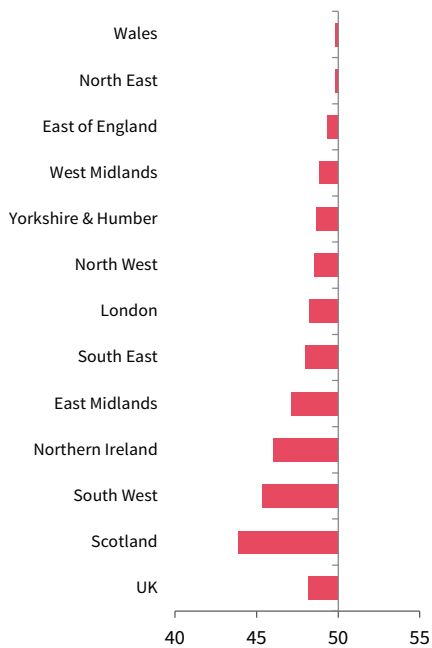 Wales
North East
East of England
West Midlands
Yorkshire & Humber
North West
London
South East
East Midlands
Northern Ireland
South West
Scotland
UK
40 45 50 55